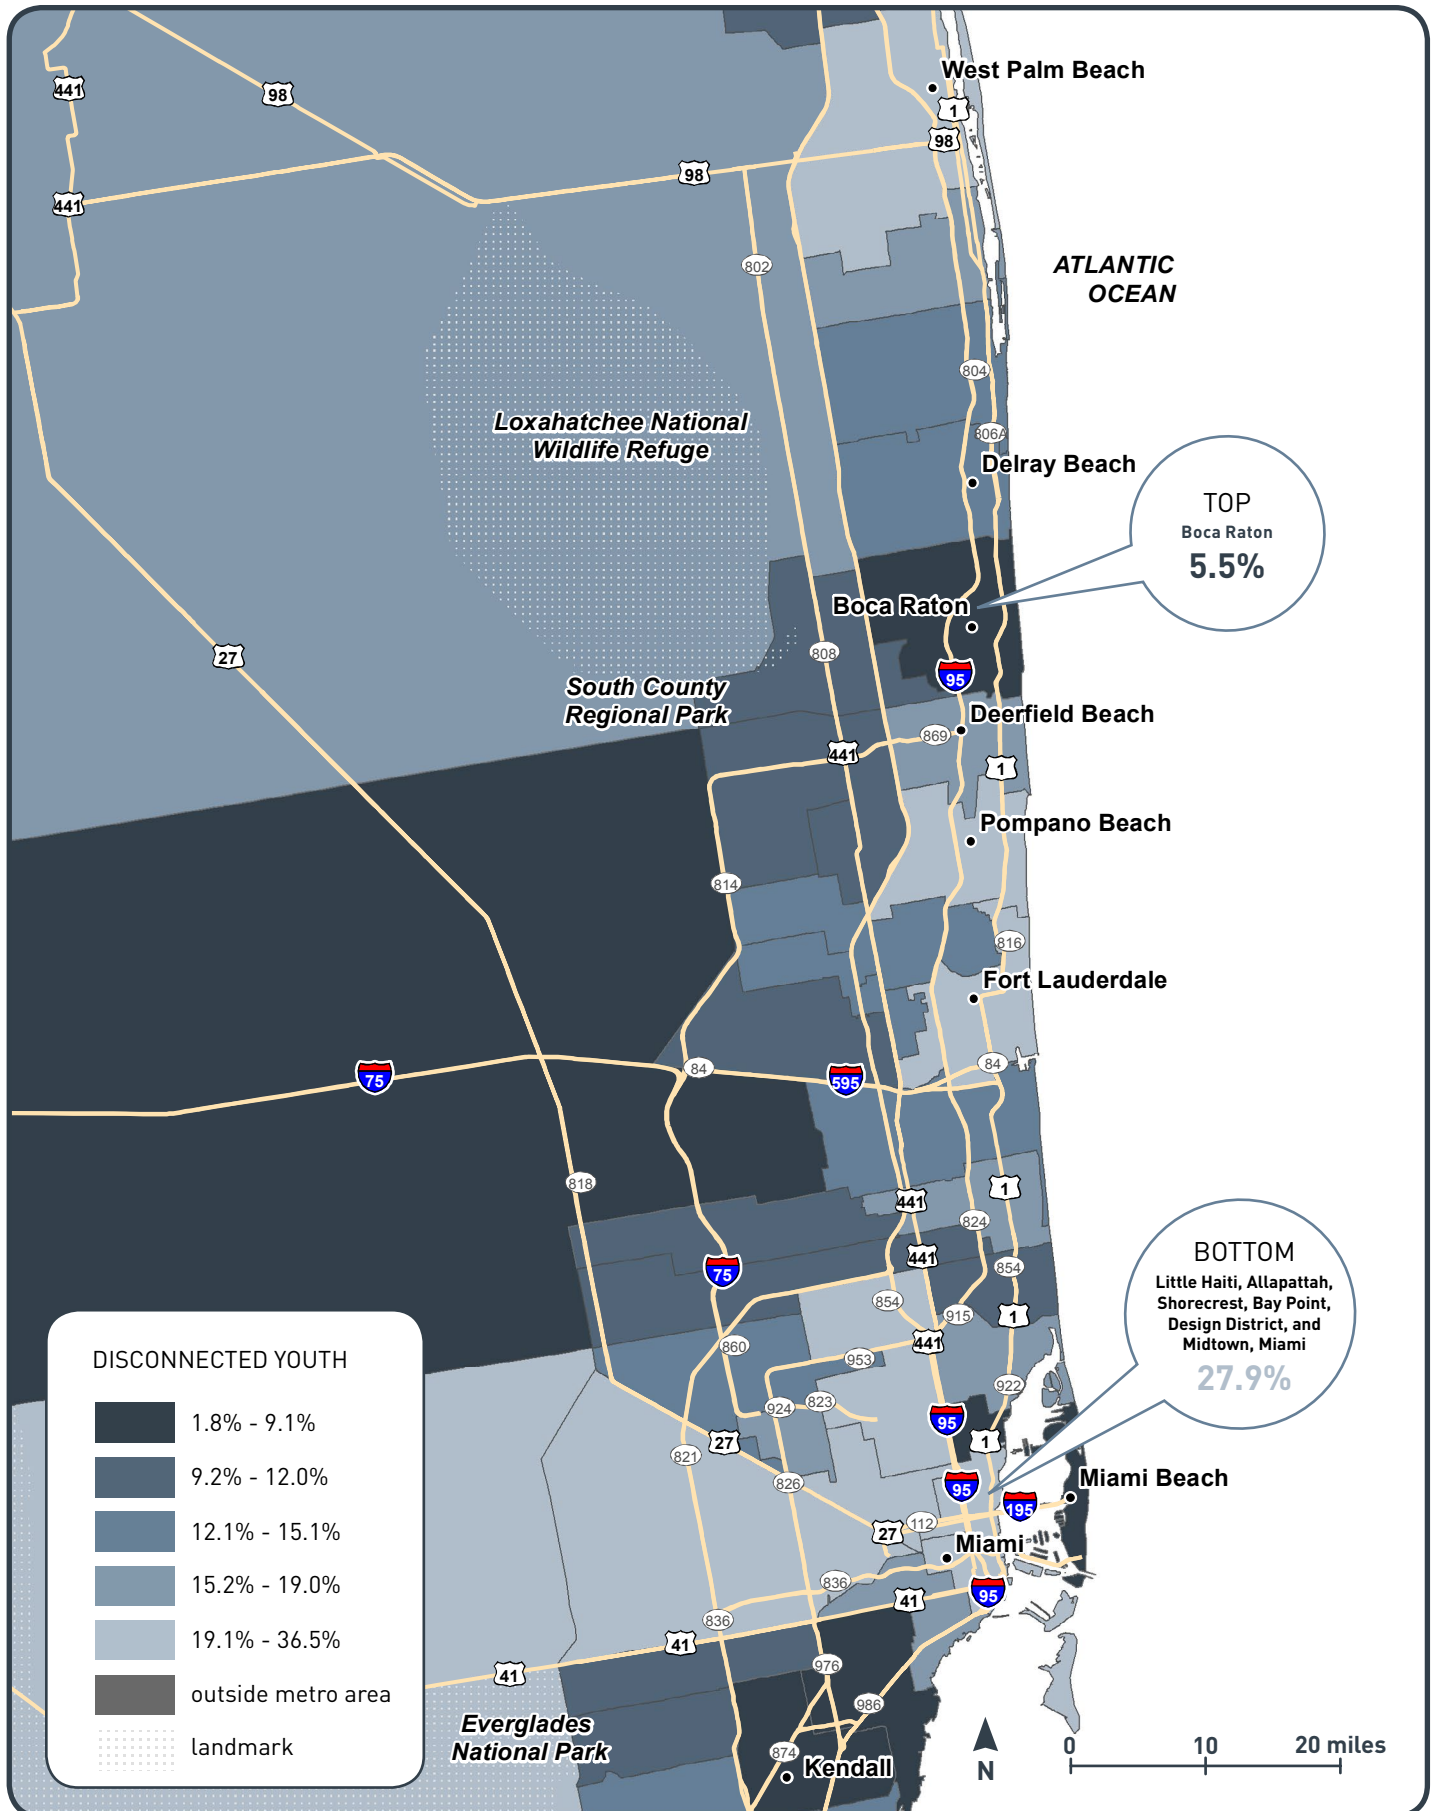 West Palm Beach
441
98
1
98
98
441
802
ATLANTIC
OCEAN
804
Loxahatchee National
Wildlife Refuge
806A
Delray Beach
TOP
Boca Raton
5.5%
Boca Raton
27
808
95
South County
Regional Park
Deerfield Beach
869
441
1
Pompano Beach
814
816
Fort Lauderdale
84
84
75
595
818
441
1
824
441
854
75
BOTTOM
Little Haiti, Allapattah,
Shorecrest, Bay Point,
Design District, and
Midtown, Miami
27.9%
854
915
1
441
860
953
922
924
823
95
1
27
821
826
95
Miami Beach
195
112
27
Miami
836
95
41
836
41
41
976
986
Everglades
National Park
874
Kendall
DISCONNECTED YOUTH
1.8% - 9.1%
9.2% - 12.0%
12.1% - 15.1%
15.2% - 19.0%
19.1% - 36.5%
outside metro area
landmark
N
0 10 20 miles